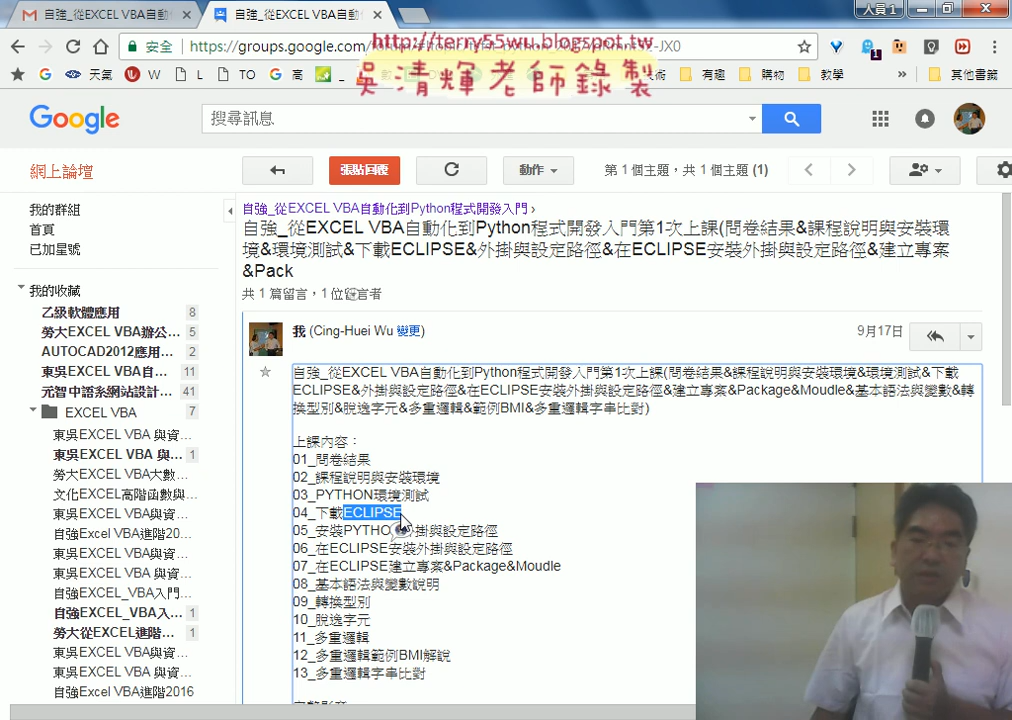 自強_從EXCEL VBA自動
自強_從EXCEL VBA自動
人員 1
安全
https://groups.google.com/
JX0
http://terry55wu.blogspot.tw
吳清輝老師錄製
天氣
W
L
TO
高
有趣
購物
教學
其他書籤
Google
搜尋訊息
網上論壇
張貼回覆
動作
第 1 個主題，共 1 個主題 (1)
我的群組
首頁
已加星號
我的收藏
乙級軟體應用 8
勞大EXCEL VBA辦公... 5
AUTOCAD2012應用... 2
東吳EXCEL VBA自... 11
元智中語系網站設計... 41
EXCEL VBA 7
東吳EXCEL VBA 與資...
東吳EXCEL VBA 與... 1
勞大EXCEL VBA大數...
文化EXCEL高階函數與...
東吳EXCEL VBA與資...
自強Excel VBA進階20...
東吳EXCEL VBA與資...
東吳EXCEL VBA與資...
自強EXCEL_VBA入門...
自強EXCEL_VBA入... 1
勞大從EXCEL進階... 1
東吳EXCEL VBA與資...
東吳EXCEL VBA與資...
自強Excel VBA進階2016
自強_從EXCEL VBA自動化到Python程式開發入門 ›
自強_從EXCEL VBA自動化到Python程式開發入門第1次上課(問卷結果&課程說明與安裝環
境&環境測試&下載ECLIPSE&外掛與設定路徑&在ECLIPSE安裝外掛與設定路徑&建立專案
&Pack
共 1 篇留言，1 位留言者
我 (Cing-Huei Wu 變更)
9月17日
自強_從EXCEL VBA自動化到Python程式開發入門第1次上課(問卷結果&課程說明與安裝環境&環境測試&下載
ECLIPSE&外掛與設定路徑&在ECLIPSE安裝外掛與設定路徑&建立專案&Package&Moudle&基本語法與變數&轉
換型別&脫逸字元&多重邏輯&範例BMI&多重邏輯字串比對)
上課內容：
01_問卷結果
02_課程說明與安裝環境
03_PYTHON環境測試
04_下載ECLIPSE
05_安裝PYTHON外掛與設定路徑
06_在ECLIPSE安裝外掛與設定路徑
07_在ECLIPSE建立專案&Package&Moudle
08_基本語法與變數說明
09_轉換型別
10_脫逸字元
11_多重邏輯
12_多重邏輯範例BMI解說
13_多重邏輯字串比對